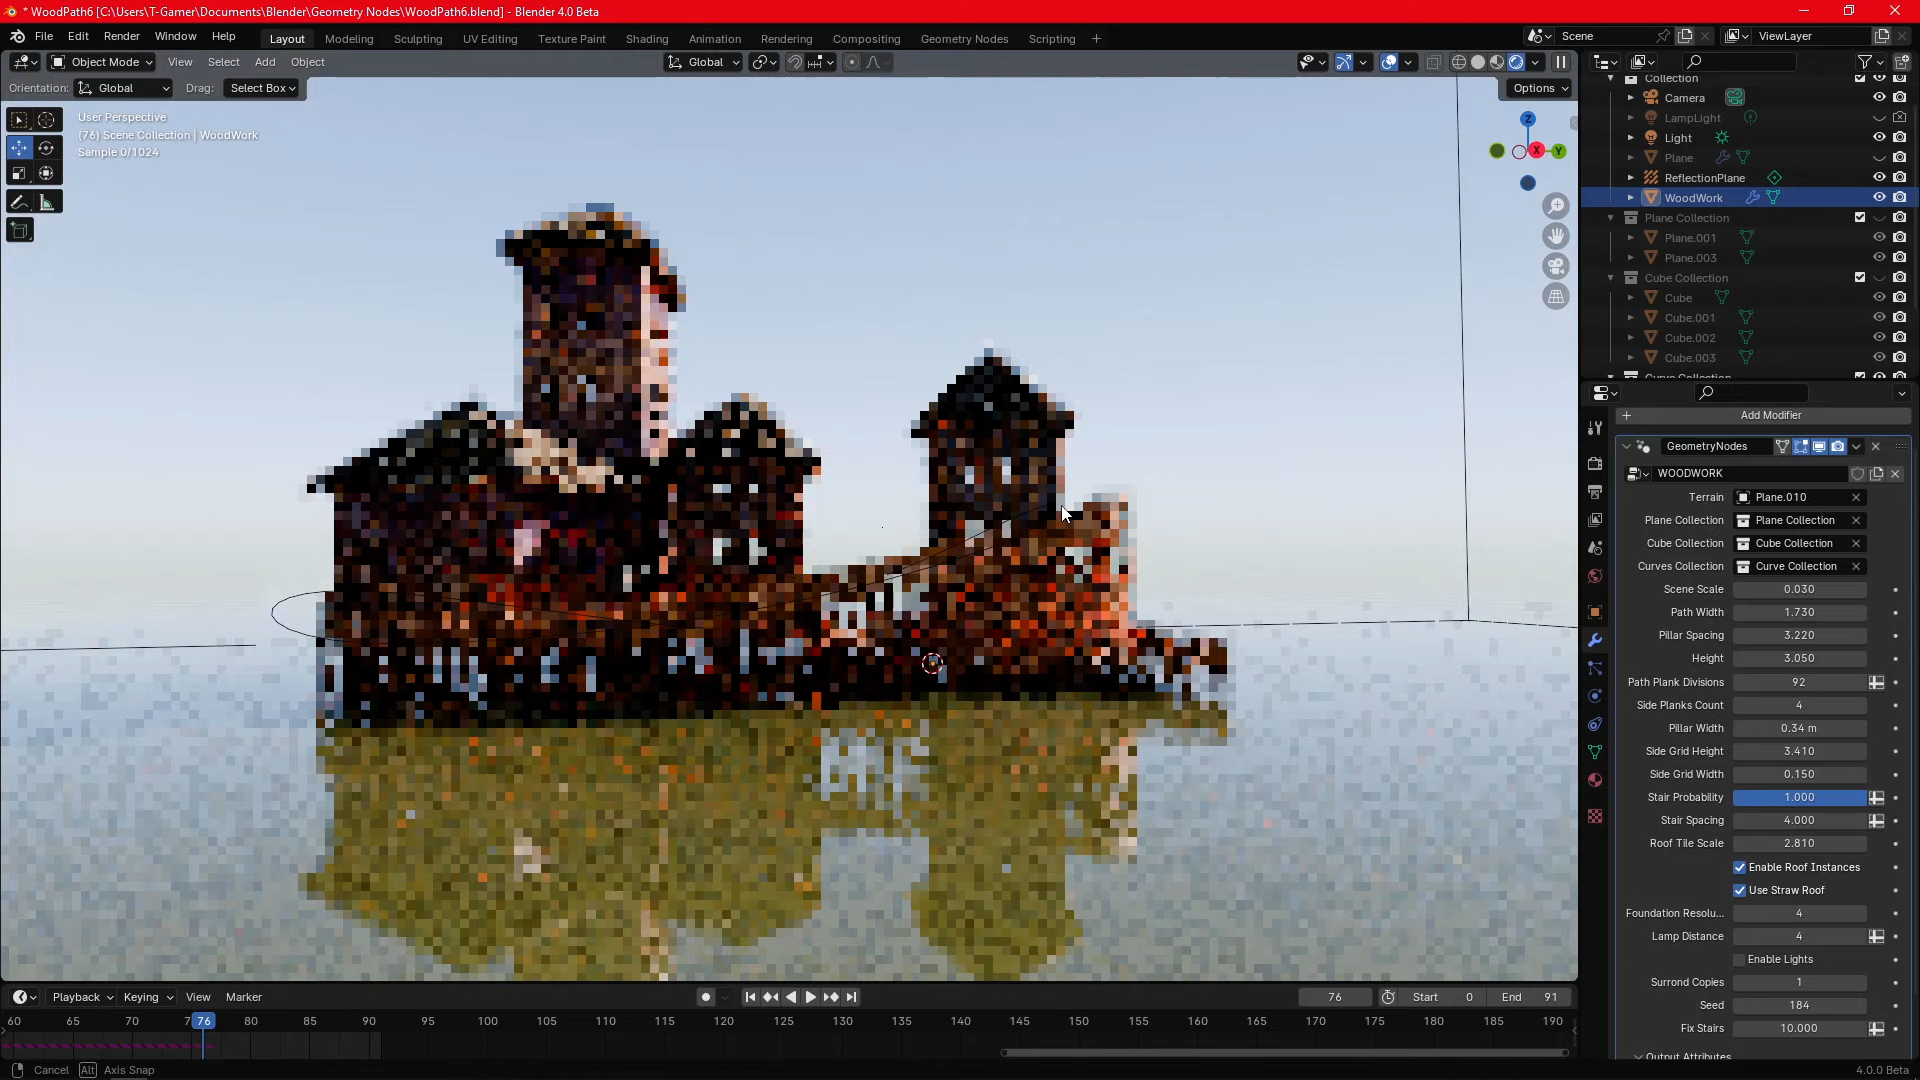 * WoodPath6 [C:\Users\T-Gamer\Documents\Blender\Geometry Nodes\WoodPath6.blend] - Blender 4.0 Beta
File Edit Render Window Help
Layout Modeling Sculpting UV Editing Texture Paint Shading Animation Rendering Compositing Geometry Nodes Scripting +
Scene
ViewLayer
Object Mode View Select Add Object
Global
Orientation: Global Drag: Select Box
Options
User Perspective
(76) Scene Collection | WoodWork
Sample 0/1024
Z
X
Y
Collection
Camera
LampLight
Light
Plane
ReflectionPlane
WoodWork
Plane Collection
Plane.001
Plane.003
Cube Collection
Cube
Cube.001
Cube.002
Cube.003
Curve Collection
Add Modifier
GeometryNodes
WOODWORK
Terrain Plane.010
Plane Collection Plane Collection
Cube Collection Cube Collection
Curves Collection Curve Collection
Scene Scale 0.030
Path Width 1.730
Pillar Spacing 3.220
Height 3.050
Path Plank Divisions 92
Side Planks Count 4
Pillar Width 0.34 m
Side Grid Height 3.410
Side Grid Width 0.150
Stair Probability 1.000
Stair Spacing 4.000
Roof Tile Scale 2.810
Enable Roof Instances
Use Straw Roof
Foundation Resolu... 4
Lamp Distance 4
Enable Lights
Surrond Copies 1
Seed 184
Fix Stairs 10.000
Output Attributes
Playback Keying View Marker
76 Start 0 End 91
60 65 70 7 76 80 85 90 95 100 105 110 115 120 125 130 135 140 145 150 155 160 165 170 175 180 185 190
Cancel Alt Axis Snap
4.0.0 Beta